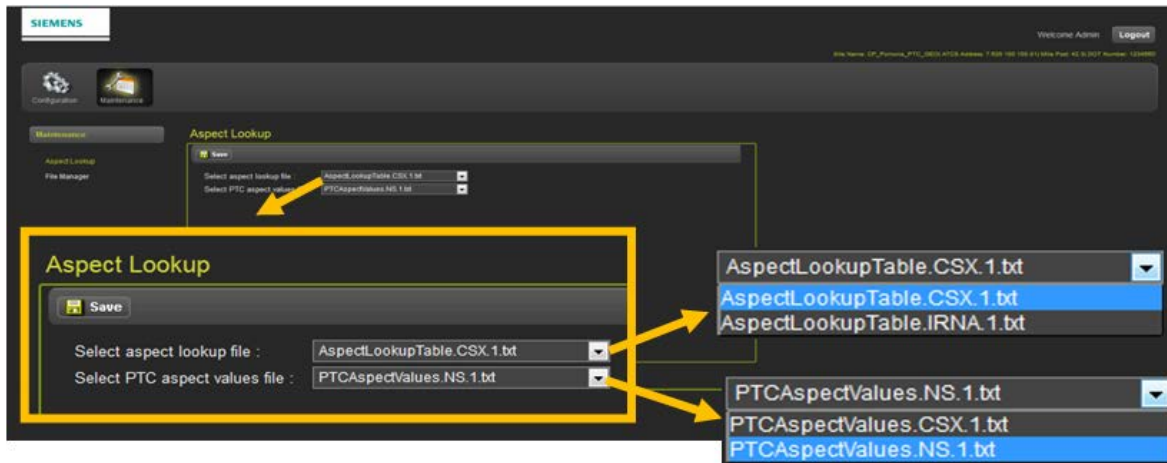 SIEMENS
Welcome Admin Logout
Configuration Maintenance
Maintenance
Aspect Lookup
Aspect Lookup
File Manager
Save
Select aspect lookup file : AspectLookupTable.CSX.1.txt
Select PTC aspect values PTCAspectValues.NS.1.txt
Aspect Lookup
Save
Select aspect lookup file : AspectLookupTable.CSX.1.txt
Select PTC aspect values file : PTCAspectValues.NS.1.txt
AspectLookupTable.CSX.1.txt
AspectLookupTable.CSX.1.txt
AspectLookupTable.IRNA.1.txt
PTCAspectValues.NS.1.txt
PTCAspectValues.CSX.1.txt
PTCAspectValues.NS.1.txt